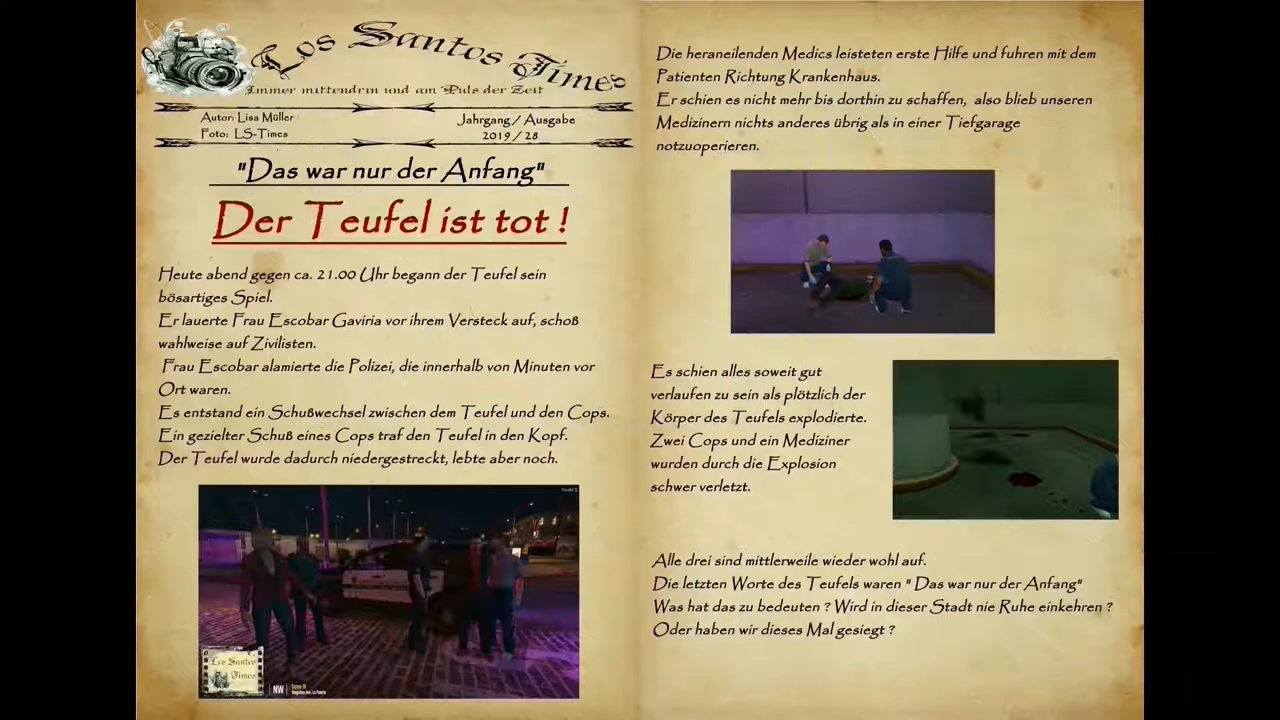 Los Santos Times
Immer mittendrin und am Puls der Zeit
Autor: Lisa Müller
Foto: LS-Times
Jahrgang / Ausgabe
2019 / 28
"Das war nur der Anfang"
Der Teufel ist tot !
Heute abend gegen ca. 21.00 Uhr begann der Teufel sein
bösartiges Spiel.
Er lauerte Frau Escobar Gaviria vor ihrem Versteck auf, schoß
wahlweise auf Zivilisten.
Frau Escobar alamierte die Polizei, die innerhalb von Minuten vor
Ort waren.
Es entstand ein Schußwechsel zwischen dem Teufel und den Cops.
Ein gezielter Schuß eines Cops traf den Teufel in den Kopf.
Der Teufel wurde dadurch niedergestreckt, lebte aber noch.
Los Santos
Times
NW
Die heraneilenden Medics leisteten erste Hilfe und fuhren mit dem
Patienten Richtung Krankenhaus.
Er schien es nicht mehr bis dorthin zu schaffen, also blieb unseren
Medizinern nichts anderes übrig als in einer Tiefgarage
notzuoperieren.
Es schien alles soweit gut
verlaufen zu sein als plötzlich der
Körper des Teufels explodierte.
Zwei Cops und ein Mediziner
wurden durch die Explosion
schwer verletzt.
Alle drei sind mittlerweile wieder wohl auf.
Die letzten Worte des Teufels waren " Das war nur der Anfang"
Was hat das zu bedeuten ? Wird in dieser Stadt nie Ruhe einkehren ?
Oder haben wir dieses Mal gesiegt ?